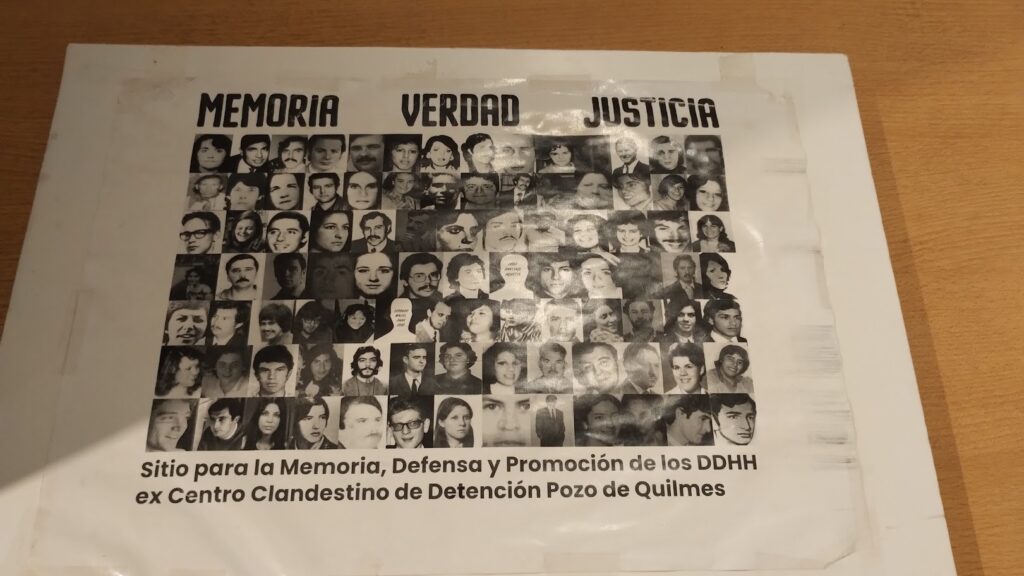 MEMORIA VERDAD JUSTICIA
Sitio para la Memoria, Defensa y Promoción de los DDHH
ex Centro Clandestino de Detención Pozo de Quilmes